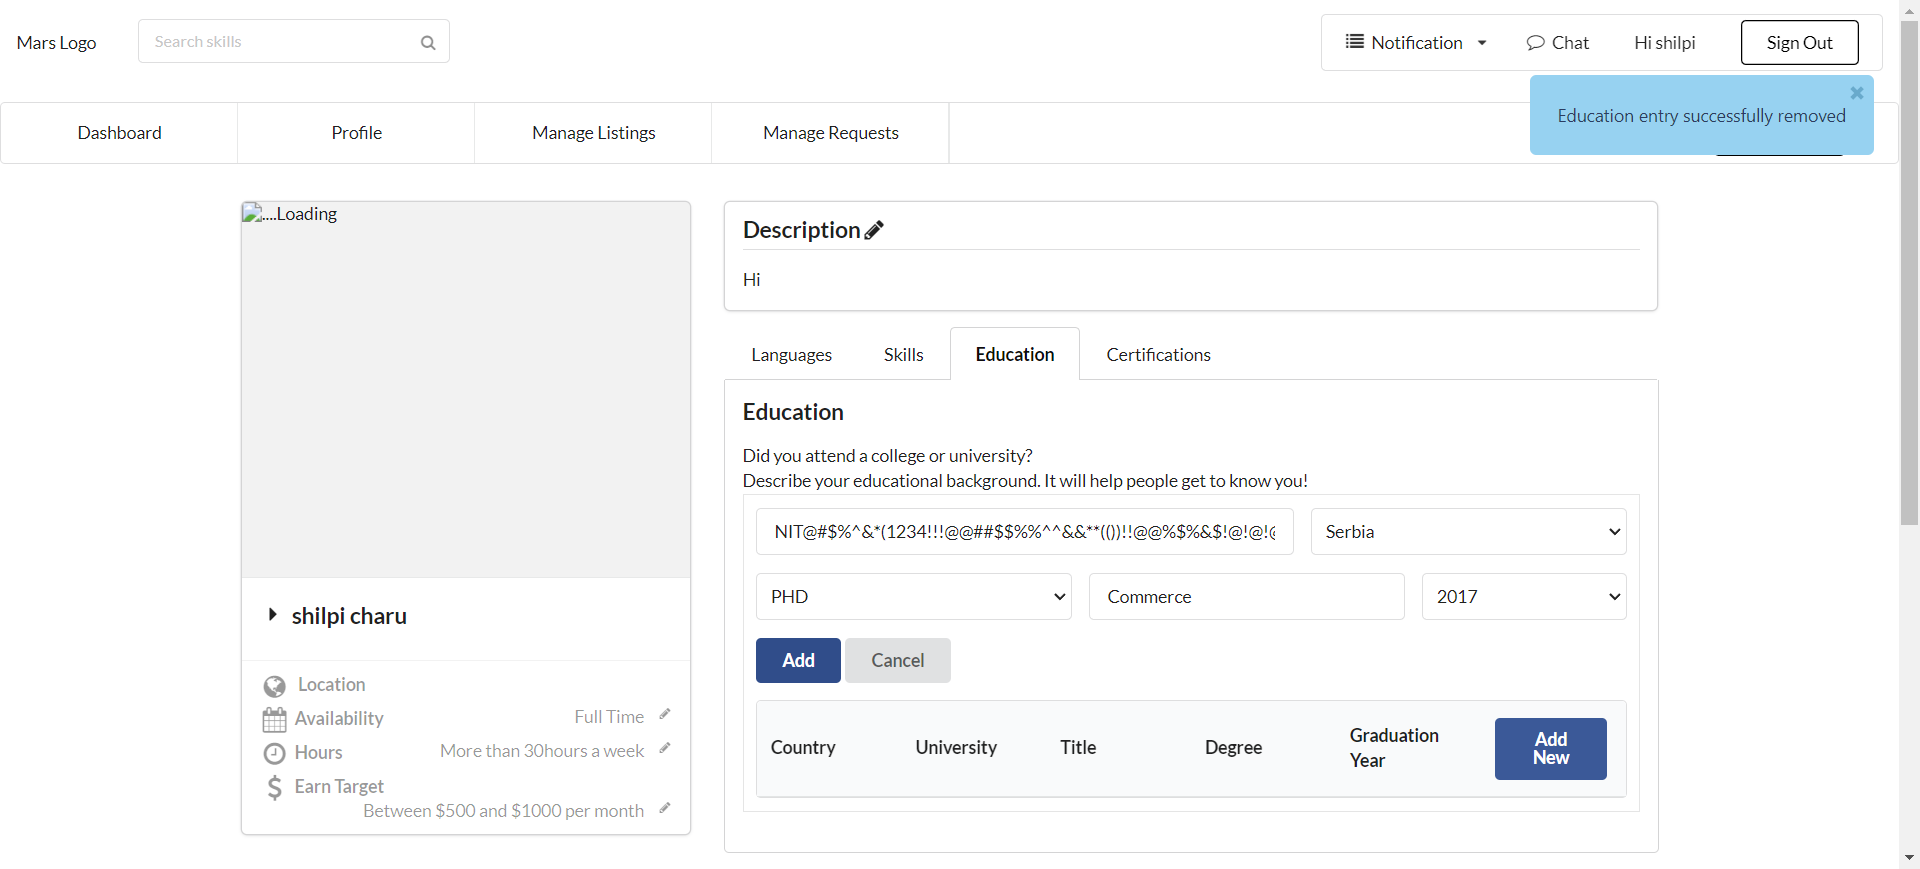 Mars Logo
Search skills
Notification
Chat
Hi shilpi
Sign Out
Education entry successfully removed
Dashboard
Profile
Manage Listings
Manage Requests
....Loading
Description
Hi
Languages
Skills
Education
Certifications
Education
Did you attend a college or university?
Describe your educational background. It will help people get to know you!
NIT@#$%^&*(1234!!!@@##$$%%^^&&**(())!!@@%$%&$!@!@!@
Serbia
PHD
Commerce
2017
Add
Cancel
Country
University
Title
Degree
Graduation
Year
Add
New
shilpi charu
Location
Availability
Full Time
Hours
More than 30hours a week
Earn Target
Between $500 and $1000 per month